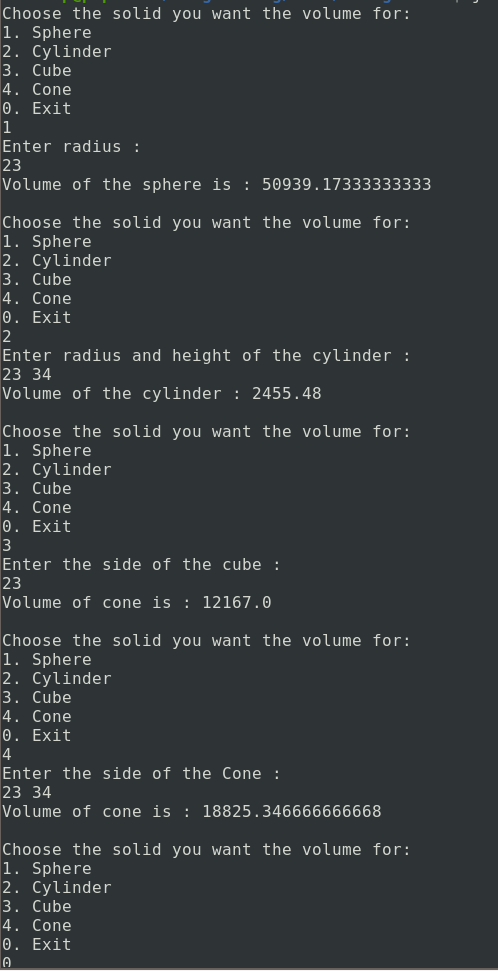 Choose the solid you want the volume for:
1. Sphere
2. Cylinder
3. Cube
4. Cone
0. Exit
1
Enter radius :
23
Volume of the sphere is : 50939.17333333333

Choose the solid you want the volume for:
1. Sphere
2. Cylinder
3. Cube
4. Cone
0. Exit
2
Enter radius and height of the cylinder :
23 34
Volume of the cylinder : 2455.48

Choose the solid you want the volume for:
1. Sphere
2. Cylinder
3. Cube
4. Cone
0. Exit
3
Enter the side of the cube :
23
Volume of cone is : 12167.0

Choose the solid you want the volume for:
1. Sphere
2. Cylinder
3. Cube
4. Cone
0. Exit
4
Enter the side of the Cone :
23 34
Volume of cone is : 18825.346666666668

Choose the solid you want the volume for:
1. Sphere
2. Cylinder
3. Cube
4. Cone
0. Exit
0